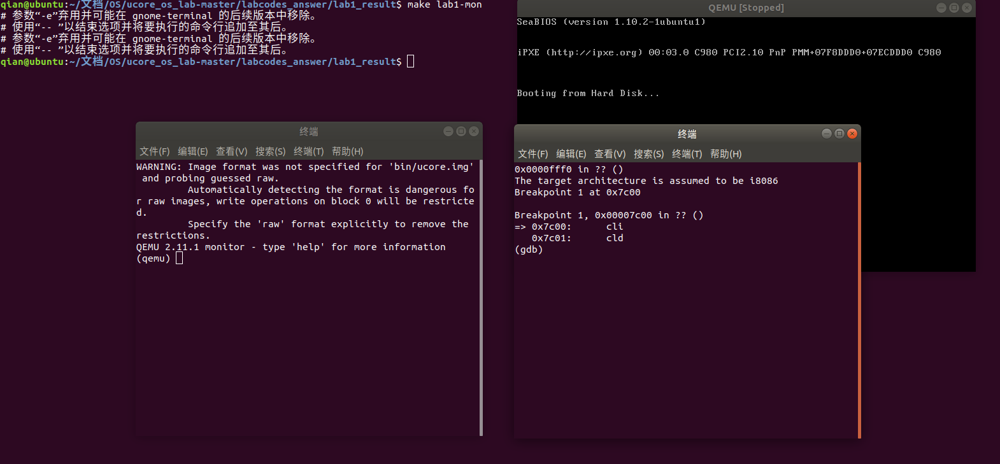 qian@ubuntu:~/文档/OS/ucore_os_lab-master/labcodes_answer/lab1_result$ make lab1-mon
# 参数“-e”弃用并可能在 gnome-terminal 的后续版本中移除。
# 使用“-- ”以结束选项并将要执行的命令行追加至其后。
# 参数“-e”弃用并可能在 gnome-terminal 的后续版本中移除。
# 使用“-- ”以结束选项并将要执行的命令行追加至其后。
qian@ubuntu:~/文档/OS/ucore_os_lab-master/labcodes_answer/lab1_result$
QEMU [Stopped]
SeaBIOS (version 1.10.2-1ubuntu1)
iPXE (http://ipxe.org) 00:03.0 C980 PCI2.10 PnP PMM+07F8DDD0+07ECDDD0 C980
Booting from Hard Disk...
终端
文件(F) 编辑(E) 查看(V) 搜索(S) 终端(T) 帮助(H)
WARNING: Image format was not specified for 'bin/ucore.img'
 and probing guessed raw.
         Automatically detecting the format is dangerous fo
r raw images, write operations on block 0 will be restricte
d.
         Specify the 'raw' format explicitly to remove the
restrictions.
QEMU 2.11.1 monitor - type 'help' for more information
(qemu)
终端
文件(F) 编辑(E) 查看(V) 搜索(S) 终端(T) 帮助(H)
0x0000fff0 in ?? ()
The target architecture is assumed to be i8086
Breakpoint 1 at 0x7c00
Breakpoint 1, 0x00007c00 in ?? ()
=> 0x7c00:      cli
   0x7c01:      cld
(gdb)